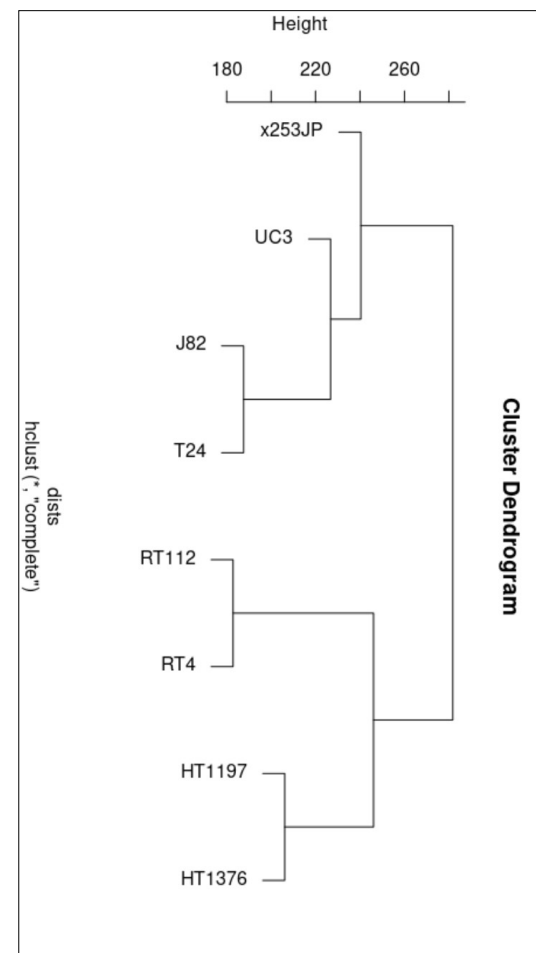 Height
180 220 260
x253JP
UC3
J82
T24
RT112
RT4
HT1197
HT1376
Cluster Dendrogram
dists
hclust (*, "complete")